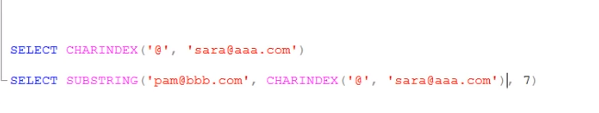 SELECT CHARINDEX('@', 'sara@aaa.com')
SELECT SUBSTRING('pam@bbb.com', CHARINDEX('@', 'sara@aaa.com'), 7)